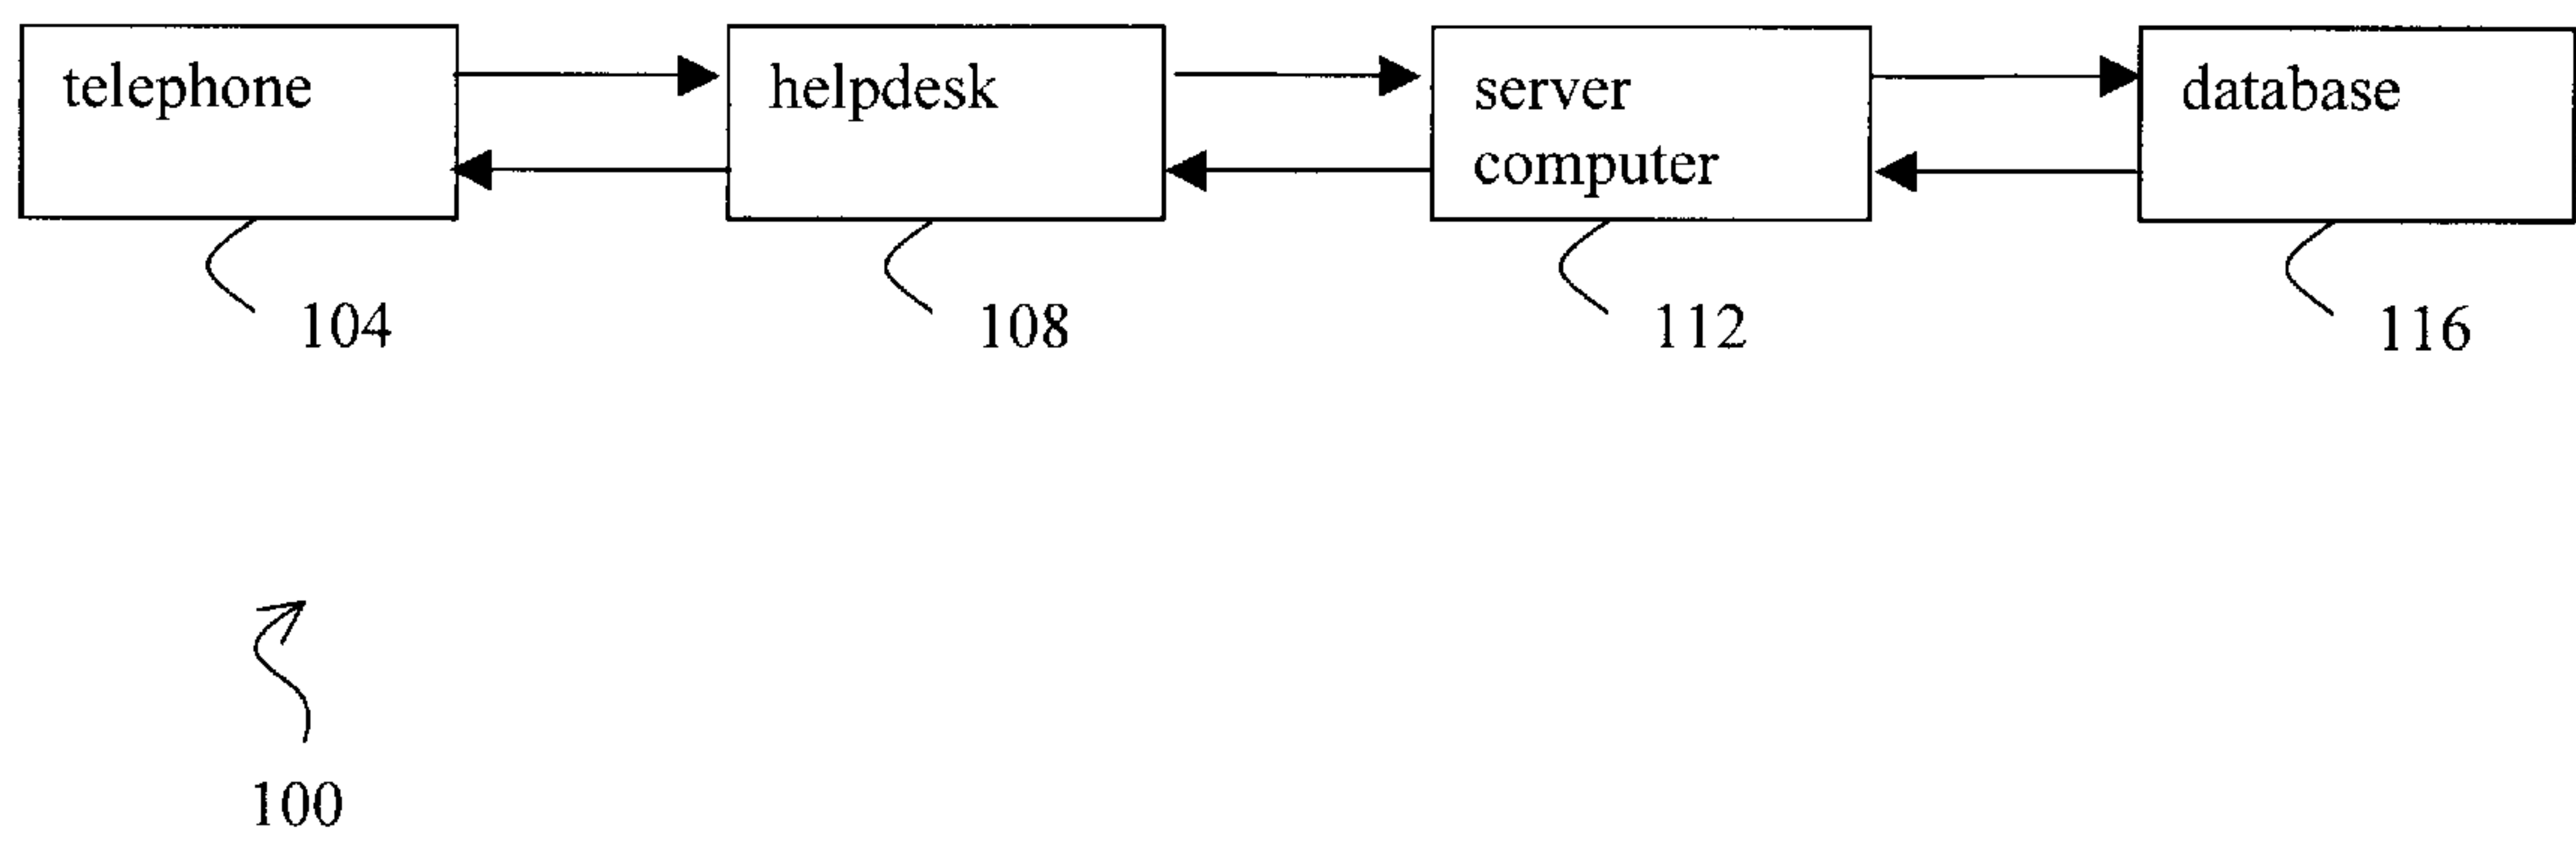 telephone
helpdesk
server
computer
database
104
108
112
116
100